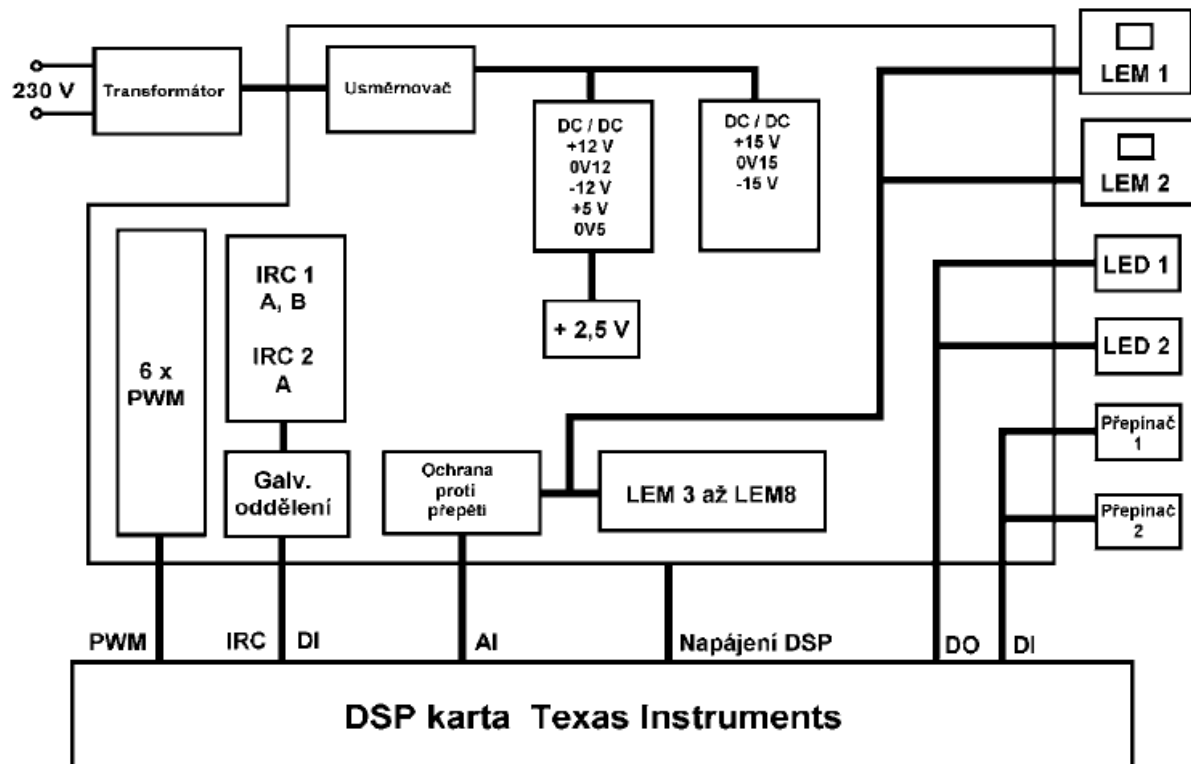 230 V
Transformátor
Usměrnovač
DC / DC
+12 V
0V12
-12 V
+5 V
0V5
DC / DC
+15 V
0V15
-15 V
LEM 1
LEM 2
LED 1
LED 2
Přepínač
1
Přepínač
2
+ 2,5 V
6 x
PWM
IRC 1
A, B
IRC 2
A
Galv.
oddělení
Ochrana
proti
přepětí
LEM 3 až LEM8
PWM
IRC
DI
AI
Napájení DSP
DO
DI
DSP karta Texas Instruments